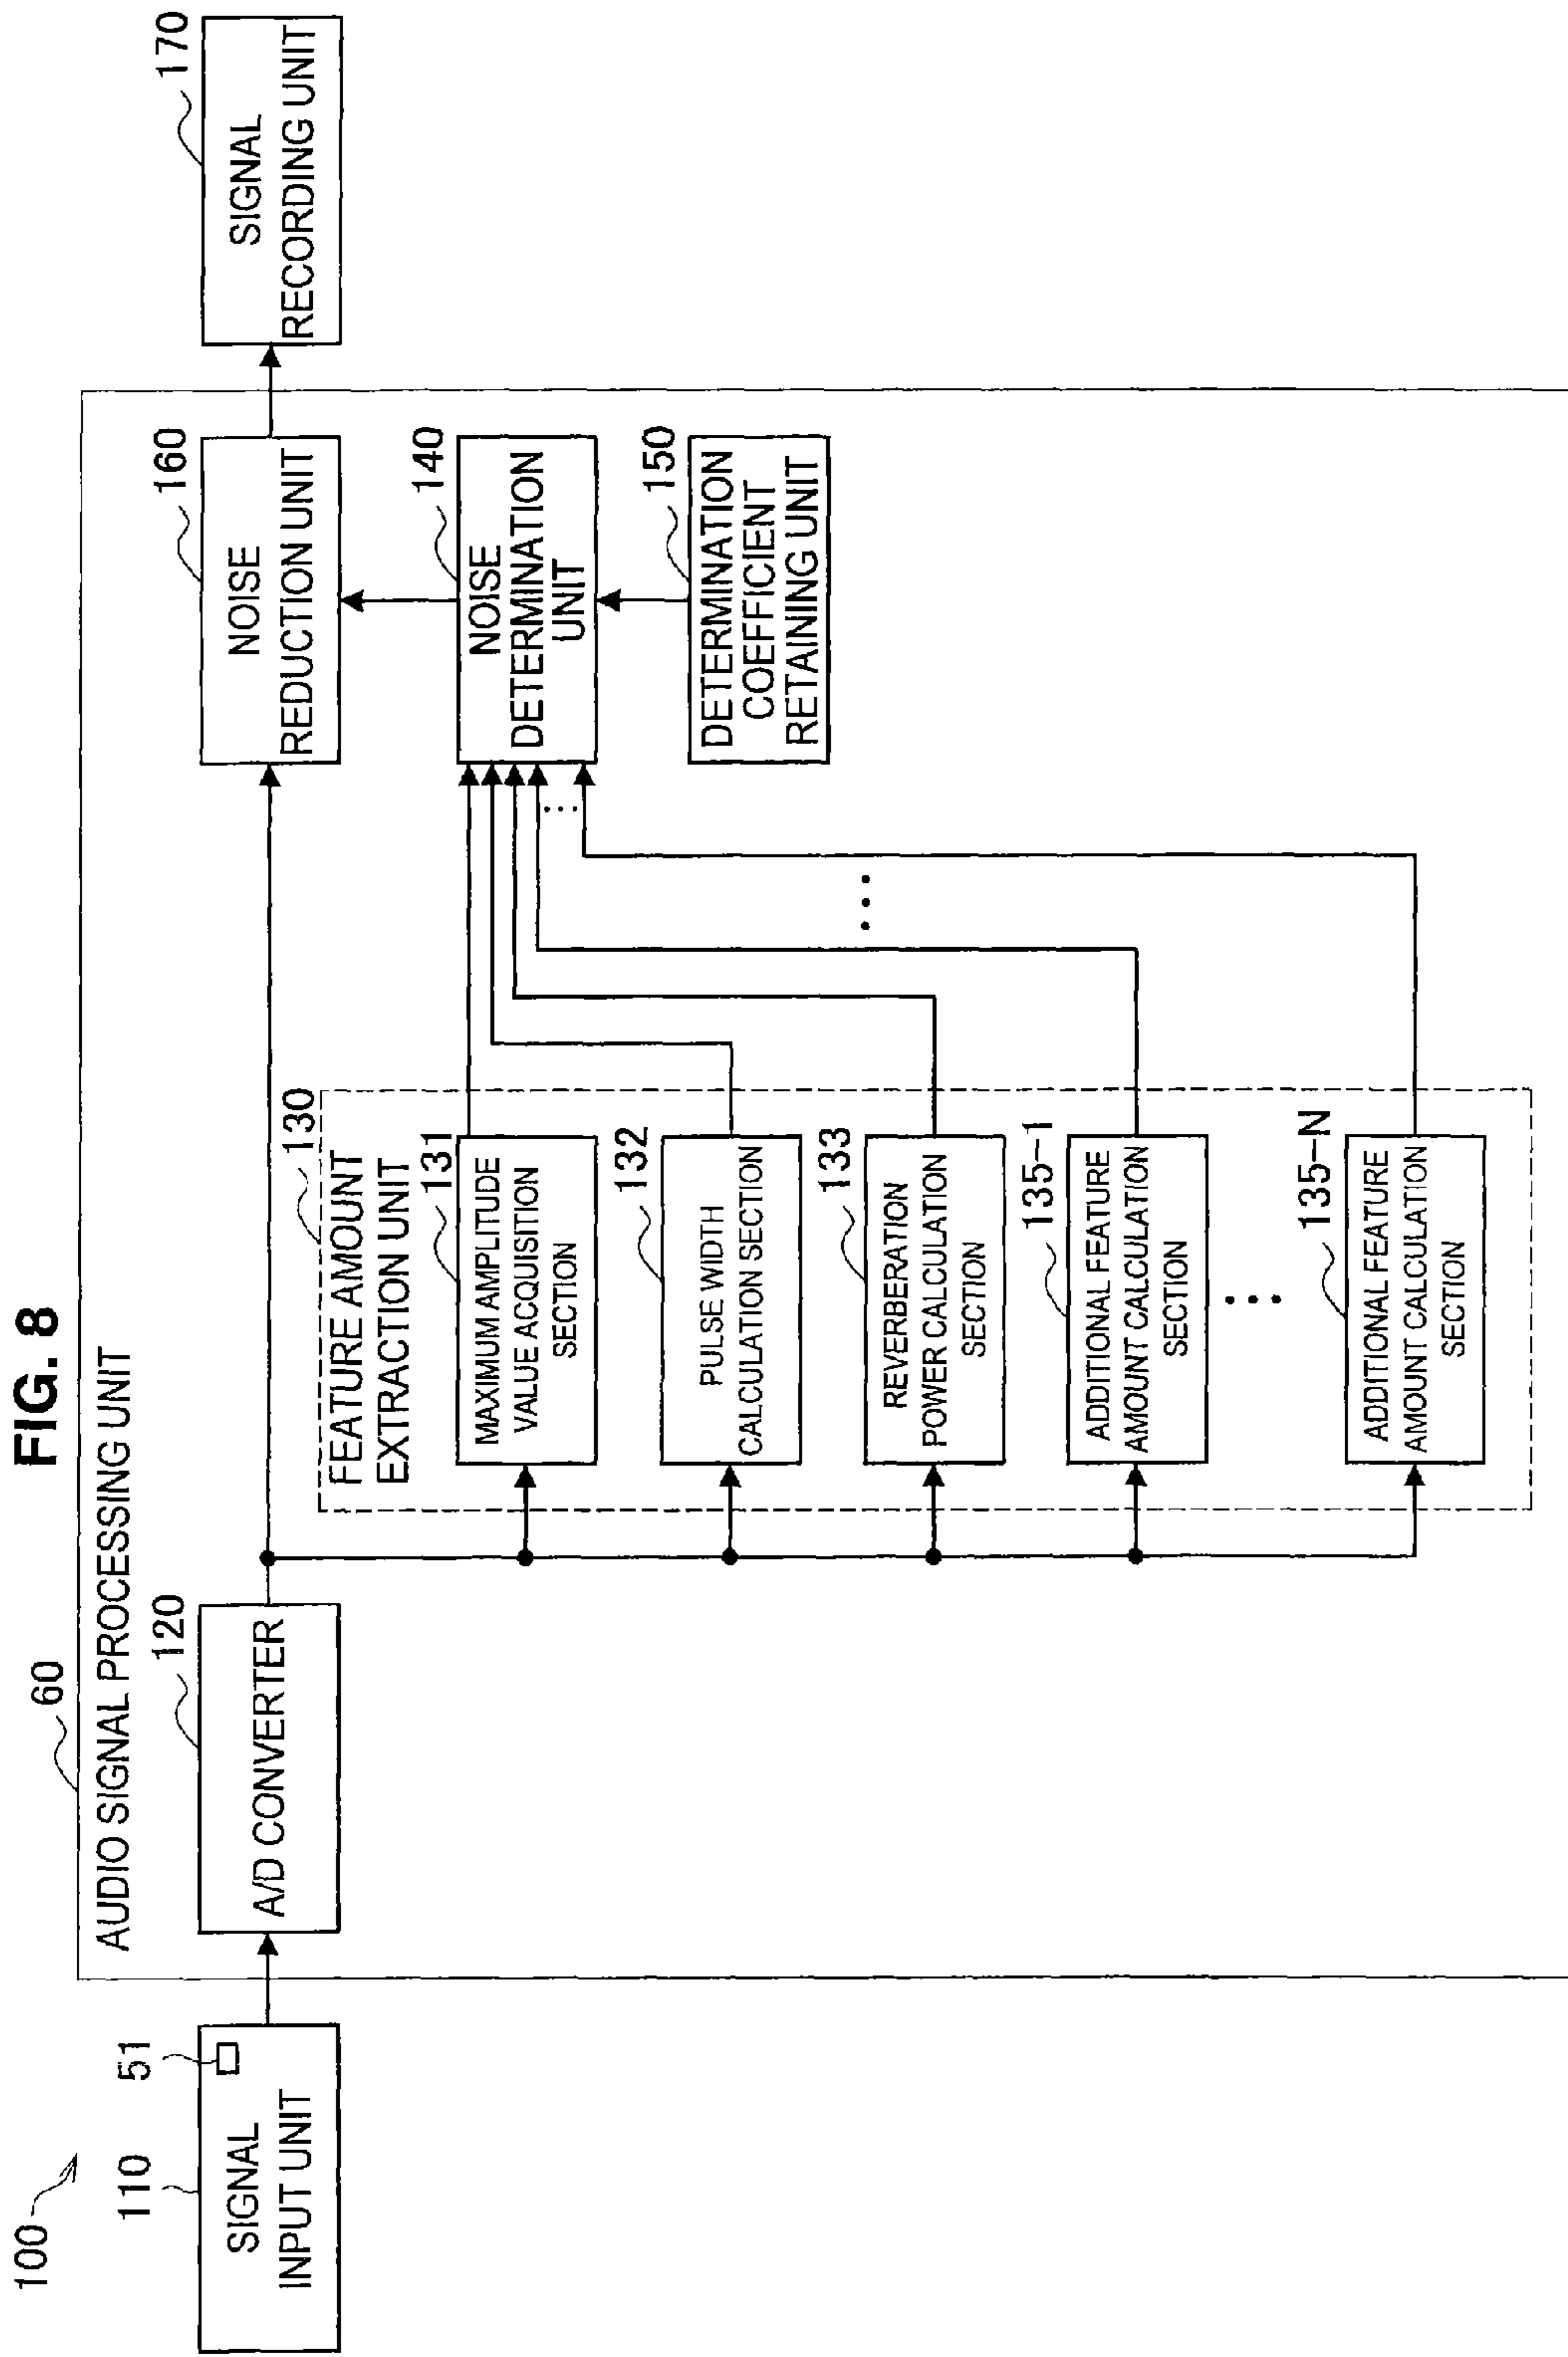 FIG. 8
100
60
AUDIO SIGNAL PROCESSING UNIT
110
51
SIGNAL
INPUT UNIT
120
A/D CONVERTER
160
NOISE
REDUCTION UNIT
170
SIGNAL
RECORDING UNIT
130
FEATURE AMOUNT
EXTRACTION UNIT
131
MAXIMUM AMPLITUDE
VALUE ACQUISITION
SECTION
140
NOISE
DETERMINATION
UNIT
132
PULSE WIDTH
CALCULATION SECTION
150
DETERMINATION
COEFFICIENT
RETAINING UNIT
133
REVERBERATION
POWER CALCULATION
SECTION
135-1
ADDITIONAL FEATURE
AMOUNT CALCULATION
SECTION
135-N
ADDITIONAL FEATURE
AMOUNT CALCULATION
SECTION